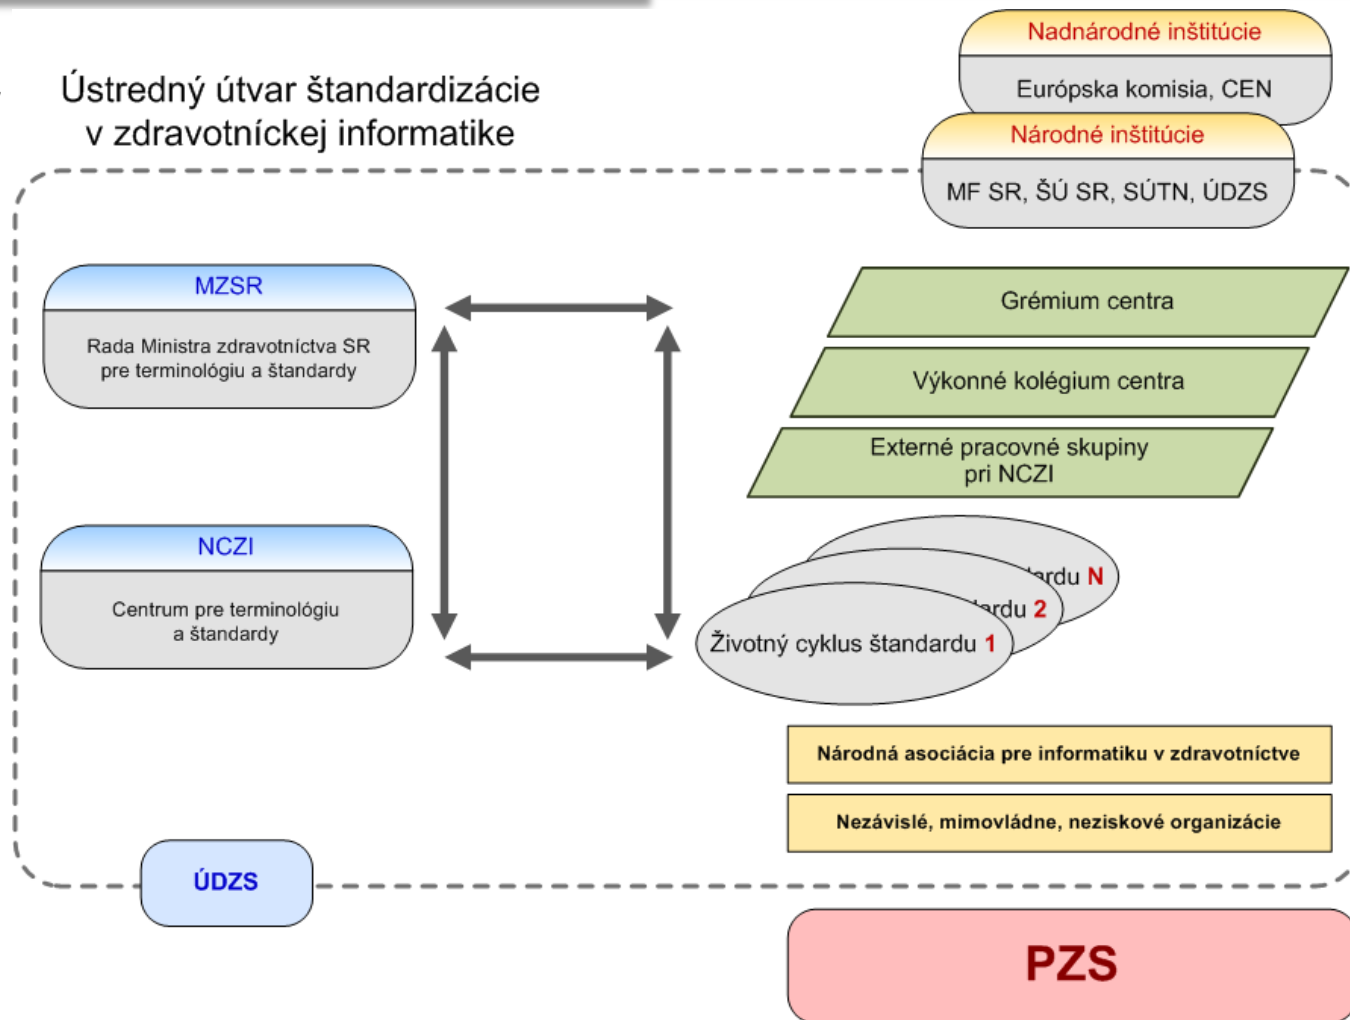 Ústredný útvar štandardizácie
v zdravotníckej informatike
Nadnárodné inštitúcie
Európska komisia, CEN
Národné inštitúcie
MF SR, ŠÚ SR, SÚTN, ÚDZS
MZSR
Rada Ministra zdravotníctva SR
pre terminológiu a štandardy
Grémium centra
Výkonné kolégium centra
Externé pracovné skupiny
pri NCZI
NCZI
Centrum pre terminológiu
a štandardy
ardu N
ardu 2
Životný cyklus štandardu 1
Národná asociácia pre informatiku v zdravotníctve
Nezávislé, mimovládne, neziskové organizácie
ÚDZS
PZS